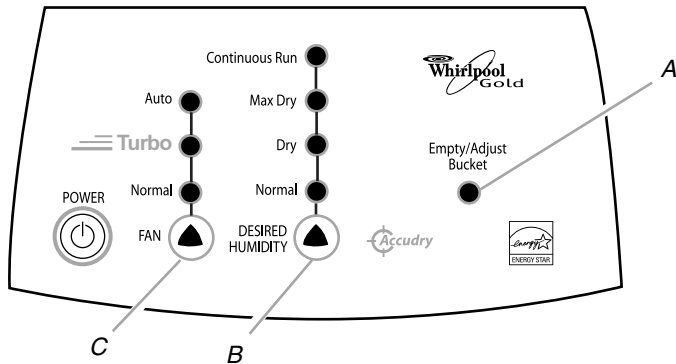 Continuous Run
Whirlpool
Gold
A
Auto
Max Dry
Turbo
Dry
Empty/Adjust
Bucket
Normal
Normal
POWER
FAN
DESIRED
HUMIDITY
Accudry
energy
ENERGY STAR
C
B